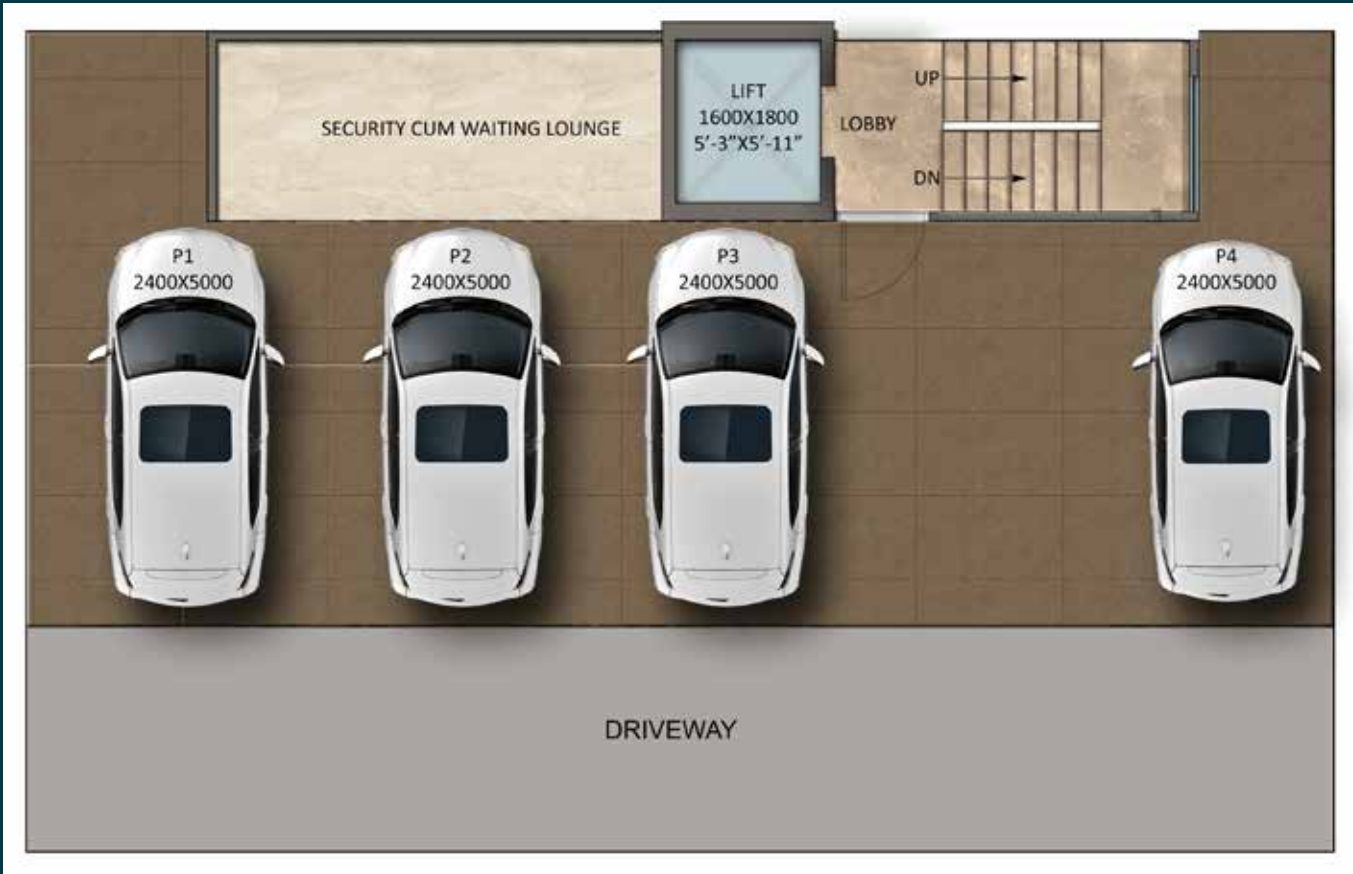 SECURITY CUM WAITING LOUNGE
LIFT
1600X1800
5'-3"X5'-11"
LOBBY
UP
DN
P1
2400X5000
P2
2400X5000
P3
2400X5000
P4
2400X5000
DRIVEWAY